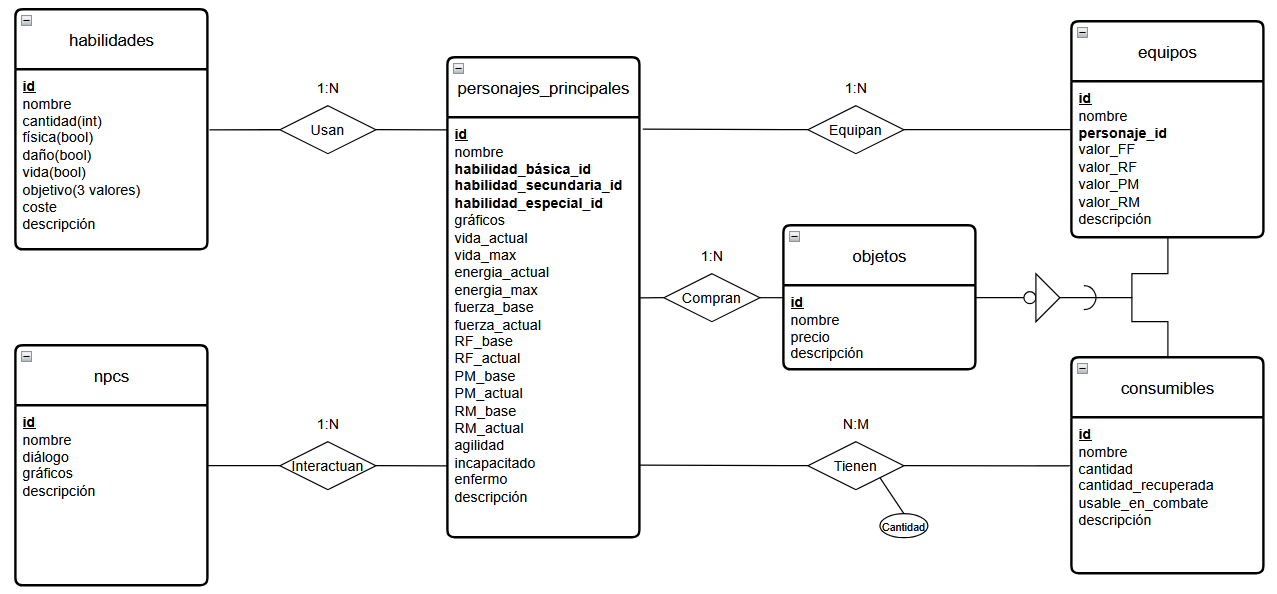 habilidades
id
nombre
cantidad(int)
física(bool)
daño(bool)
vida(bool)
objetivo(3 valores)
coste
descripción
1:N
Usan
personajes_principales
id
nombre
habilidad_básica_id
habilidad_secundaria_id
habilidad_especial_id
gráficos
vida_actual
vida_max
energia_actual
energia_max
fuerza_base
fuerza_actual
RF_base
RF_actual
PM_base
PM_actual
RM_base
RM_actual
agilidad
incapacitado
enfermo
descripción
1:N
Equipan
equipos
id
nombre
personaje_id
valor_FF
valor_RF
valor_PM
valor_RM
descripción
1:N
Compran
objetos
id
nombre
precio
descripción
npcs
id
nombre
diálogo
gráficos
descripción
1:N
Interactuan
N:M
Tienen
Cantidad
consumibles
id
nombre
cantidad
cantidad_recuperada
usable_en_combate
descripción